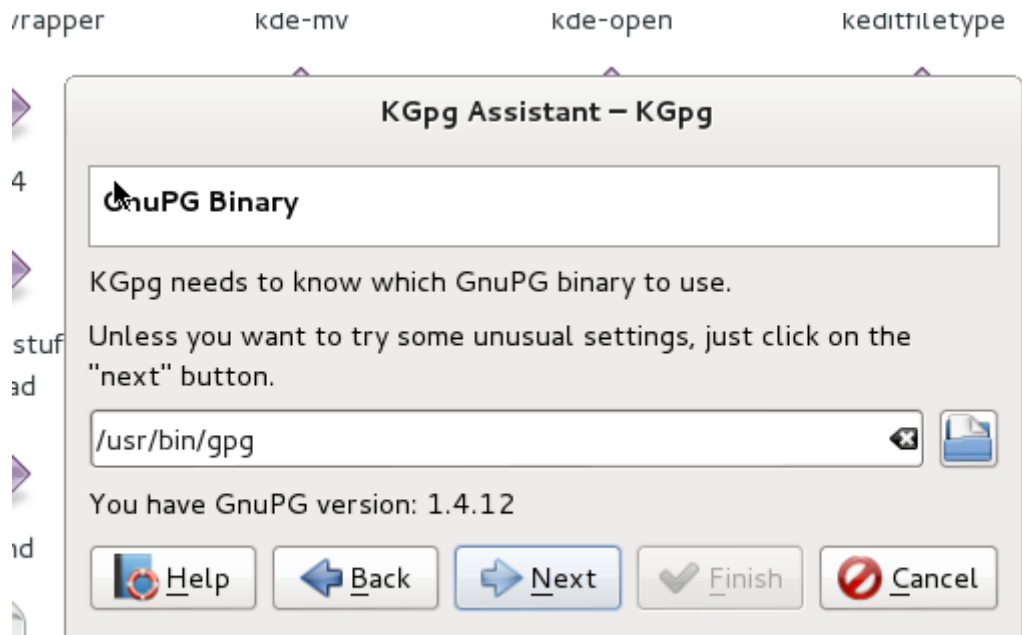 kde-mv
kde-open
keditfiletype
KGpg Assistant – KGpg
4
GnuPG Binary
KGpg needs to know which GnuPG binary to use.
Unless you want to try some unusual settings, just click on the
"next" button.
/usr/bin/gpg
You have GnuPG version: 1.4.12
Help
Back
Next
Finish
Cancel